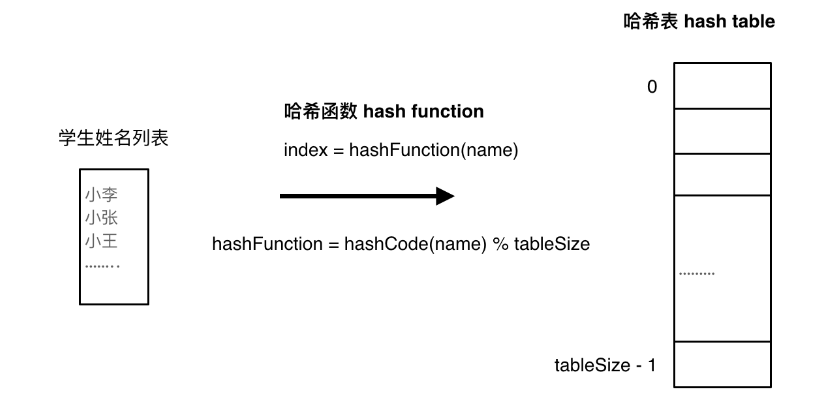 哈希表 hash table
0
哈希函数 hash function
学生姓名列表
index = hashFunction(name)
小李
小张
小王
........
hashFunction = hashCode(name) % tableSize
.........
tableSize - 1